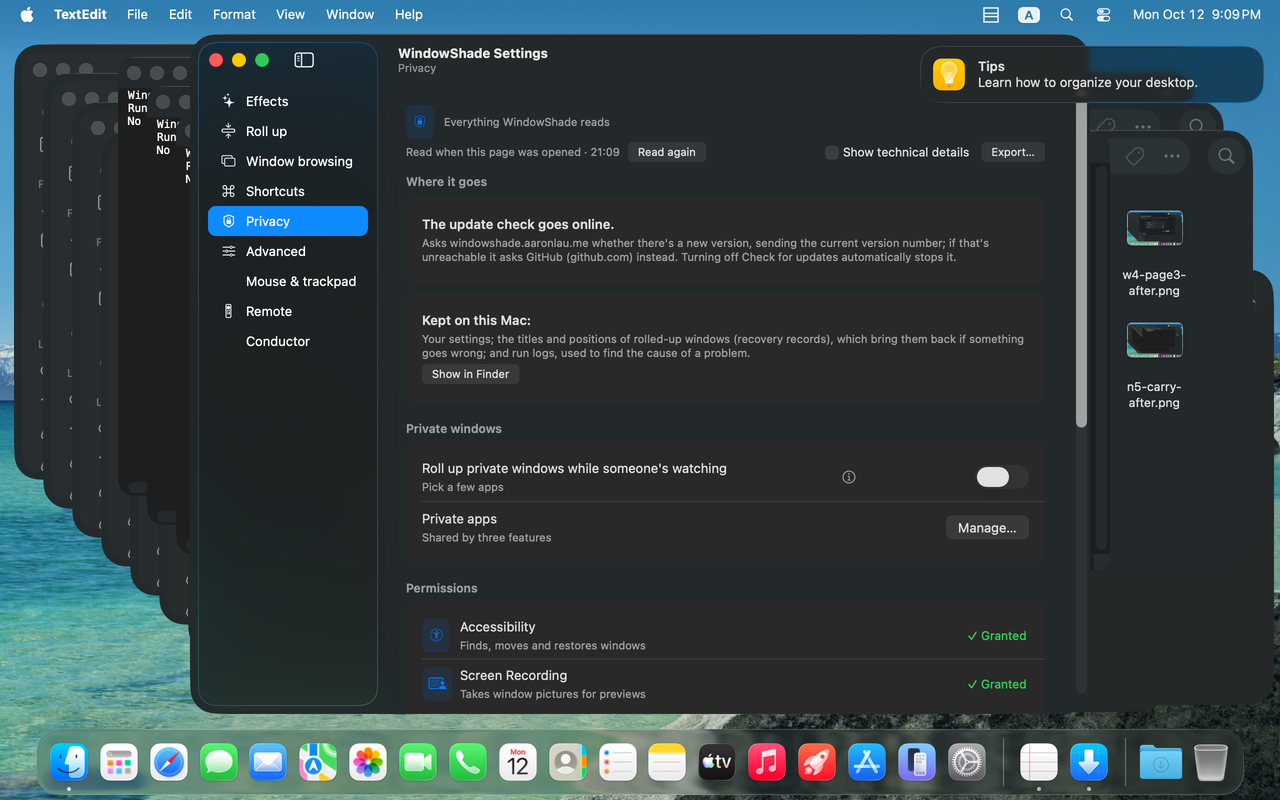 TextEdit File Edit Format View Window Help
A
Mon Oct 12 9:09 PM
WindowShade Settings
Privacy
Tips
Learn how to organize your desktop.
Effects
Roll up
Window browsing
Shortcuts
Privacy
Advanced
Mouse & trackpad
Remote
Conductor
Everything WindowShade reads
Read when this page was opened · 21:09
Read again
Show technical details
Export...
Where it goes
The update check goes online.
Asks windowshade.aaronlau.me whether there's a new version, sending the current version number; if that's
unreachable it asks GitHub (github.com) instead. Turning off Check for updates automatically stops it.
Kept on this Mac:
Your settings; the titles and positions of rolled-up windows (recovery records), which bring them back if something
goes wrong; and run logs, used to find the cause of a problem.
Show in Finder
Private windows
Roll up private windows while someone's watching
Pick a few apps
Private apps
Shared by three features
Manage...
Permissions
Accessibility
Finds, moves and restores windows
✓ Granted
Screen Recording
Takes window pictures for previews
✓ Granted
w4-page3-
after.png
n5-carry-
after.png
Run
No
Run
No
Mon
12
tv